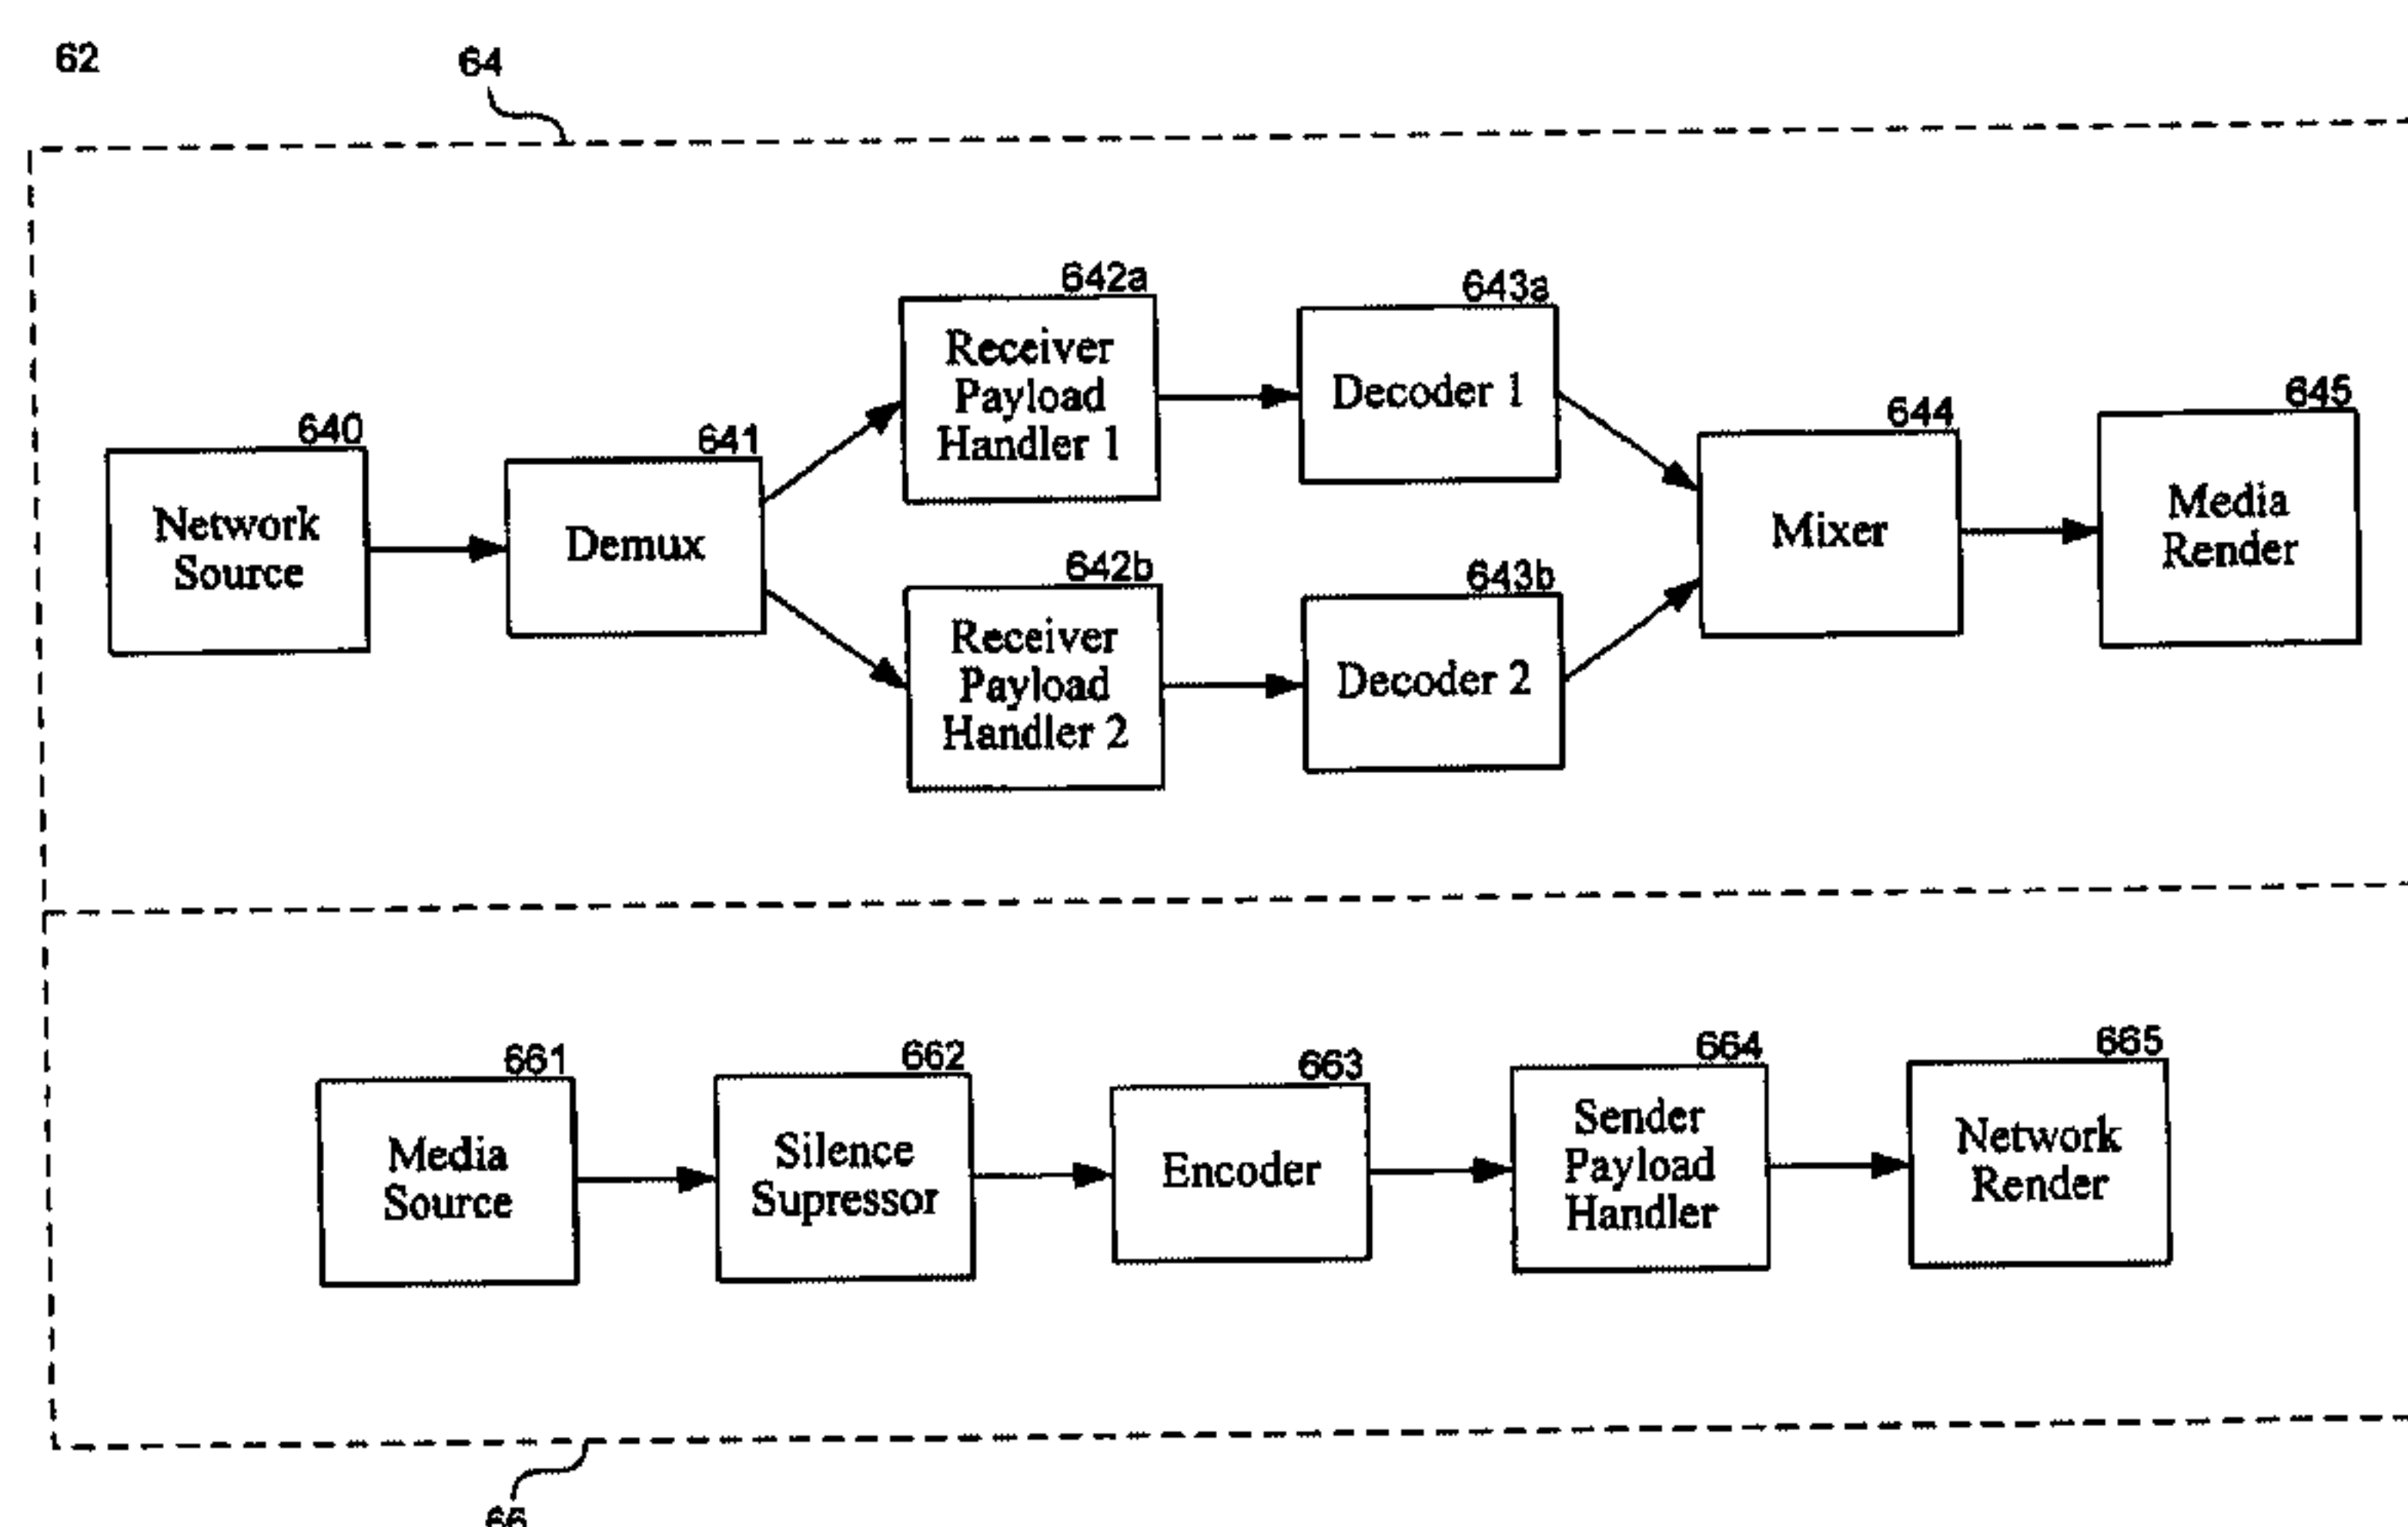 62
64
642a
Receiver
Payload
Handler 1
643a
Decoder 1
640
Network
Source
641
Demux
644
Mixer
645
Media
Render
642b
Receiver
Payload
Handler 2
643b
Decoder 2
661
Media
Source
662
Silence
Supressor
663
Encoder
664
Sender
Payload
Handler
665
Network
Render
66